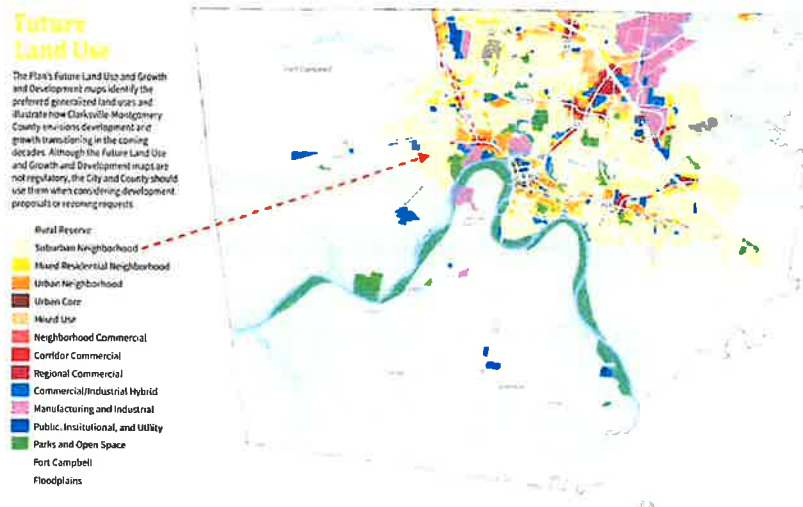 Future
Land Use
The Plan's Future Land Use and Growth
and Development maps identify the
preferred generalized land uses and
illustrate how Clarksville-Montgomery
County envisions development and
growth transitioning in the coming
decades. Although the Future Land Use
and Growth and Development maps are
not regulatory, the City and County should
use them when considering development
proposals or rezoning requests
Fort Campbell
Rural Reserve
Suburban Neighborhood
Mixed Residential Neighborhood
Urban Neighborhood
Urban Core
Mixed Use
Neighborhood Commercial
Corridor Commercial
Regional Commercial
Commercial/Industrial Hybrid
Manufacturing and Industrial
Public, Institutional, and Utility
Parks and Open Space
Fort Campbell
Floodplains